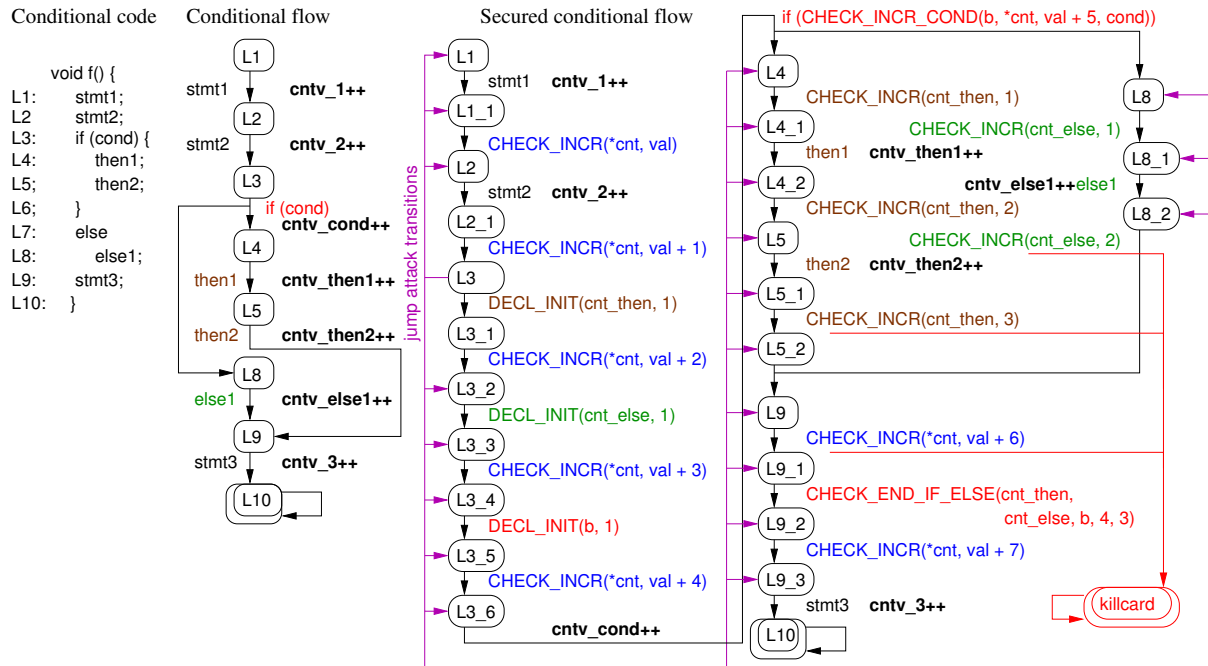 Conditional code
void f() {
L1: stmt1;
L2: stmt2;
L3: if (cond) {
L4: then1;
L5; then2;
L6; }
L7: else
L8: else1;
L9: stmt3;
L10: }
Conditional flow
L1
stmt1 cntv_1++
L2
stmt2 cntv_2++
L3
if (cond)
cntv_cond++
L4
then1 cntv_then1++
L5
then2 cntv_then2++
L8
else1 cntv_else1++
L9
stmt3 cntv_3++
L10
Secured conditional flow
jump attack transitions
L1
stmt1 cntv_1++
L1_1
CHECK_INCR(*cnt, val)
L2
stmt2 cntv_2++
L2_1
CHECK_INCR(*cnt, val + 1)
L3
DECL_INIT(cnt_then, 1)
L3_1
CHECK_INCR(*cnt, val + 2)
L3_2
DECL_INIT(cnt_else, 1)
L3_3
CHECK_INCR(*cnt, val + 3)
L3_4
DECL_INIT(b, 1)
L3_5
CHECK_INCR(*cnt, val + 4)
L3_6
cntv_cond++
if (CHECK_INCR_COND(b, *cnt, val + 5, cond))
L4
CHECK_INCR(cnt_then, 1)
L4_1
then1 cntv_then1++
L4_2
CHECK_INCR(cnt_then, 2)
L5
then2 cntv_then2++
L5_1
CHECK_INCR(cnt_then, 3)
L5_2
L8
CHECK_INCR(cnt_else, 1)
L8_1
cntv_else1++else1
L8_2
CHECK_INCR(cnt_else, 2)
L9
CHECK_INCR(*cnt, val + 6)
L9_1
CHECK_END_IF_ELSE(cnt_then,
cnt_else, b, 4, 3)
L9_2
CHECK_INCR(*cnt, val + 7)
L9_3
stmt3 cntv_3++
L10
killcard